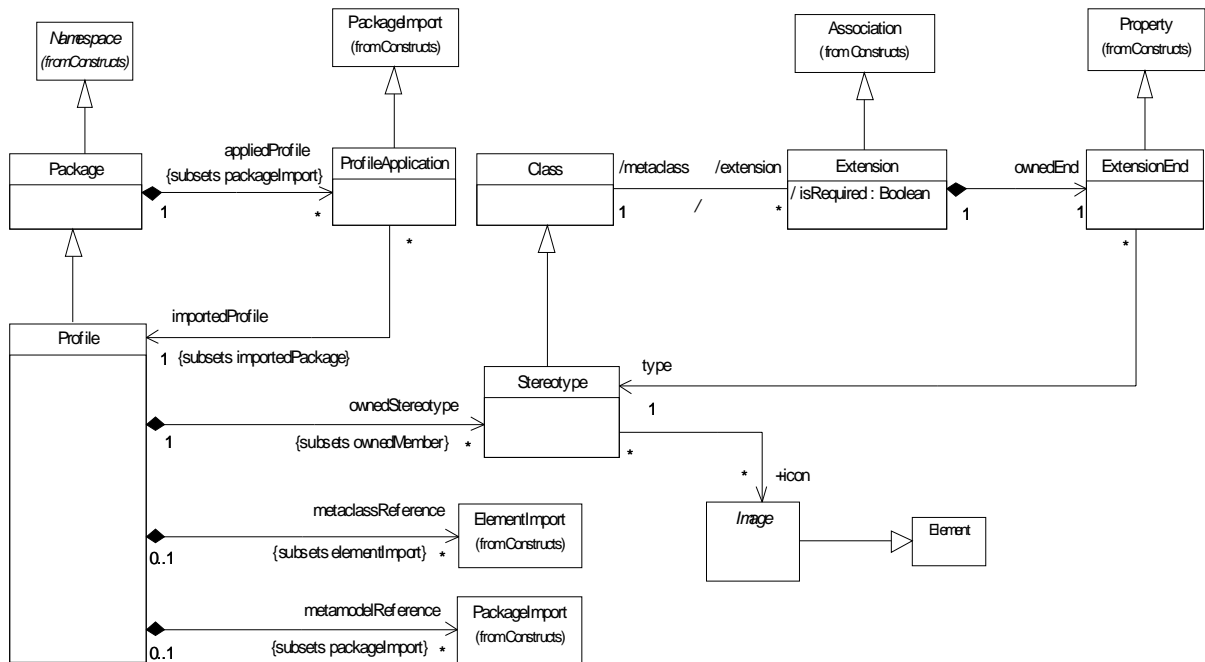 Namespace
(fromConstructs)
PackageImport
(fromConstructs)
Association
(fromConstructs)
Property
(fromConstructs)
Package
appliedProfile
{subsets packageImport}
1
*
ProfileApplication
*
Class
/metaclass
/extension
1
/
*
Extension
/ isRequired : Boolean
1
ownedEnd
1
ExtensionEnd
*
Profile
importedProfile
1 {subsets importedPackage}
type
1
Stereotype
ownedStereotype
1
{subsets ownedMember} *
*
* +icon
Image
Element
metaclassReference
0..1
{subsets elementImport} *
ElementImport
(fromConstructs)
metamodelReference
0..1
{subsets packageImport} *
PackageImport
(fromConstructs)